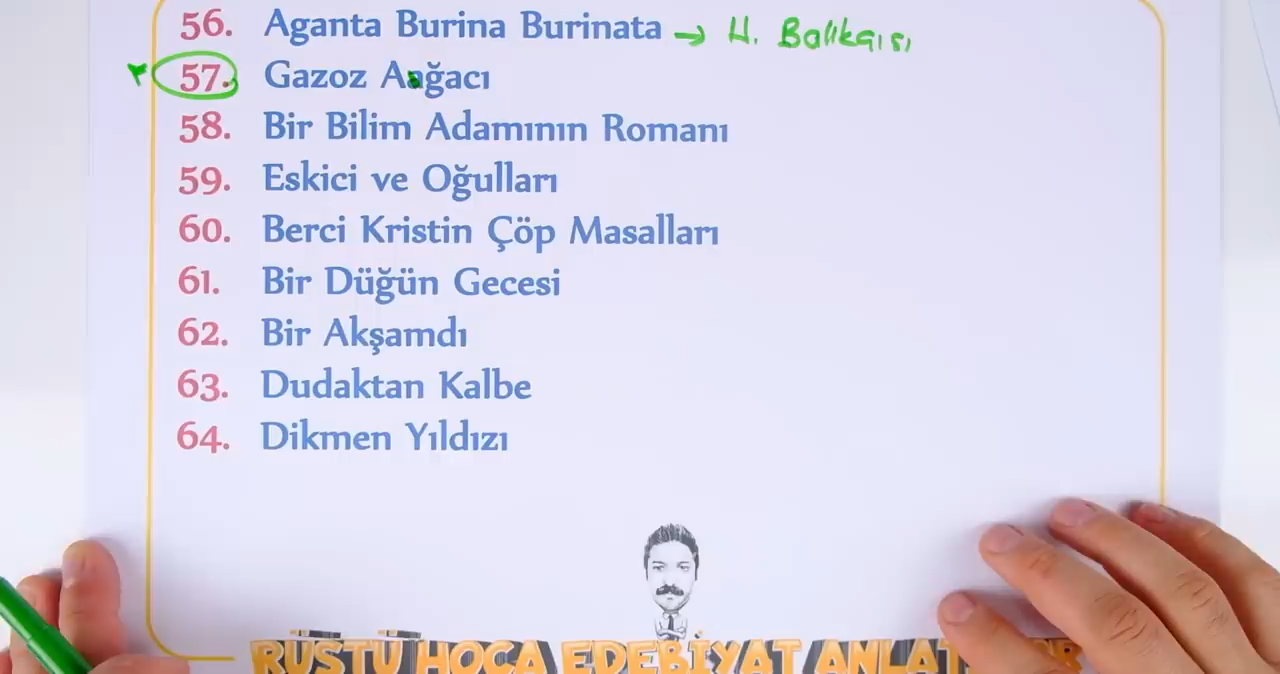 56. Aganta Burina Burinata → H. Balıkçısı
57. Gazoz Aağacı
58. Bir Bilim Adamının Romanı
59. Eskici ve Oğulları
60. Berci Kristin Çöp Masalları
61. Bir Düğün Gecesi
62. Bir Akşamdı
63. Dudaktan Kalbe
64. Dikmen Yıldızı
RÜŞTÜ HOCA EDEBİYAT